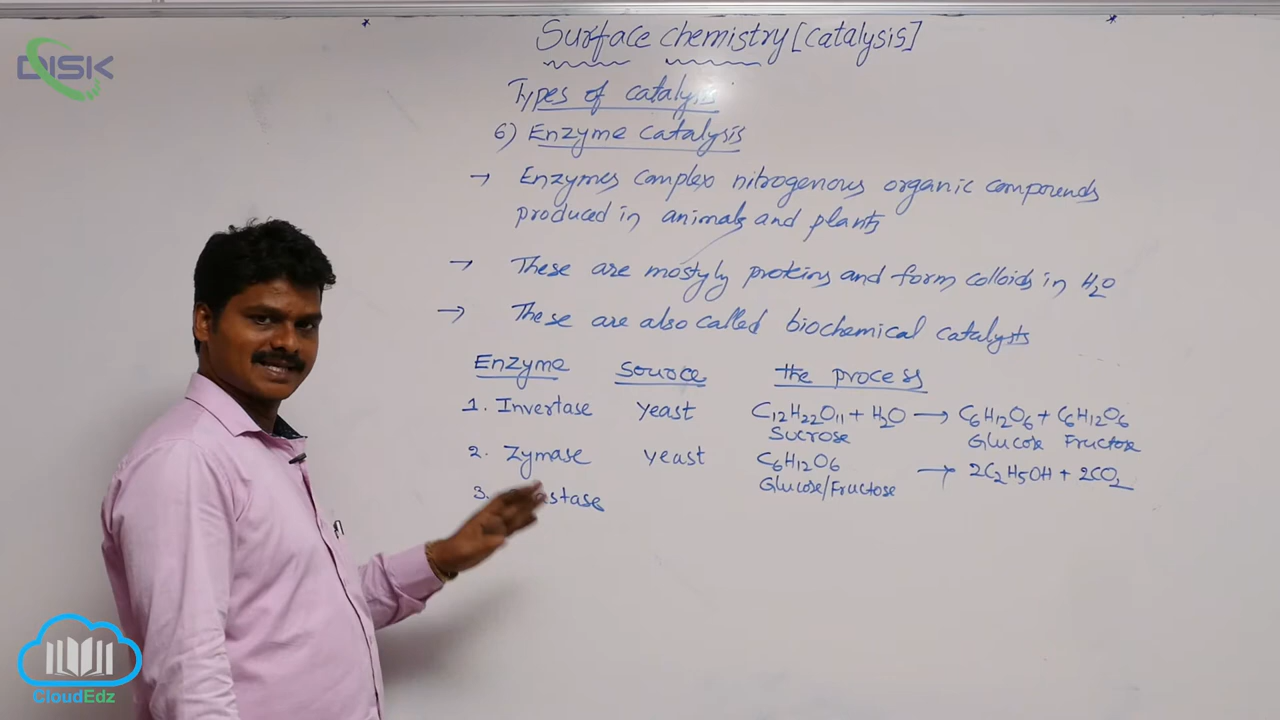 DISK
Surface chemistry [catalysis]
Types of catalysis
6) Enzyme catalysis
→ Enzymes complex nitrogenous organic compounds
produced in animals and plants
→ These are mostyly proteins and form colloids in H₂O
→ These are also called biochemical catalysts
Enzyme source the process
1. Invertase yeast C₁₂H₂₂O₁₁ + H₂O → C₆H₁₂O₆ + C₆H₁₂O₆
Sucrose Glucose Fructose
2. Zymase yeast C₆H₁₂O₆ → 2C₂H₅OH + 2CO₂
Glucose/Fructose
3.
CloudEdz